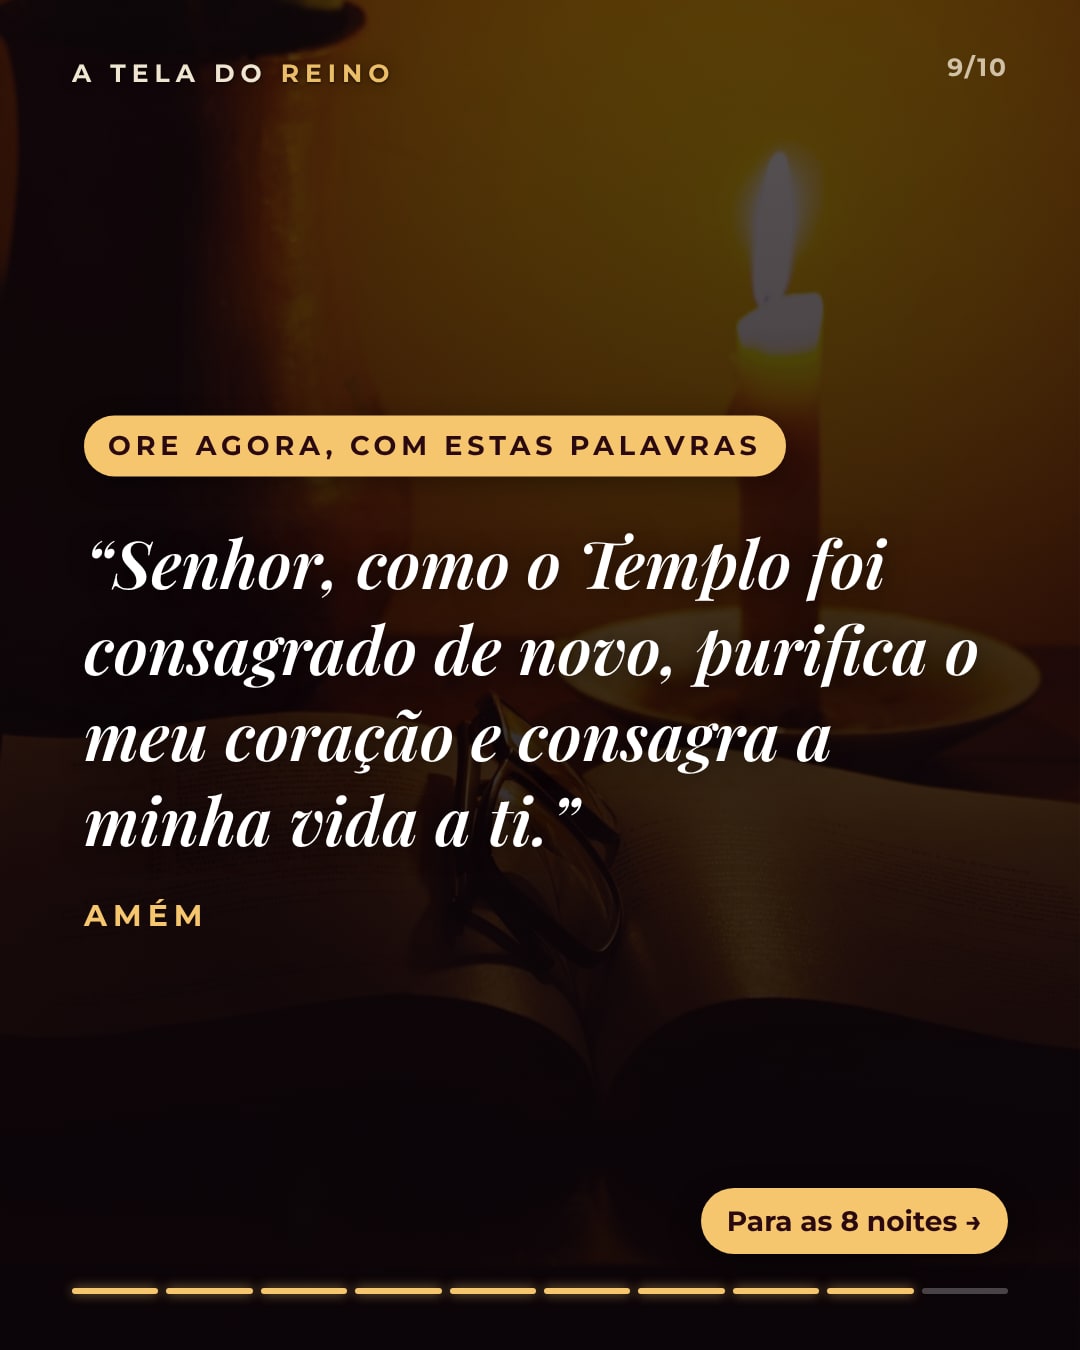 A TELA DO REINO
9/10
ORE AGORA, COM ESTAS PALAVRAS
“Senhor, como o Templo foi
consagrado de novo, purifica o
meu coração e consagra a
minha vida a ti.”
AMÉM
Para as 8 noites →